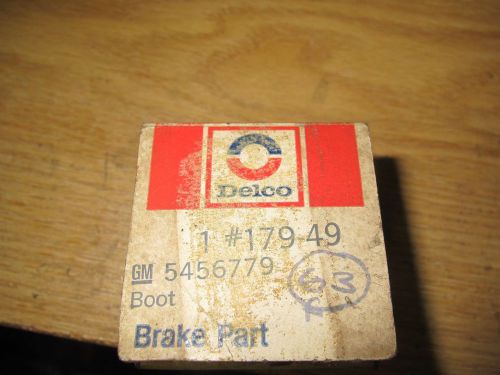 Delco
1 #179 49
GM 5456779
Boot
63
Brake Part